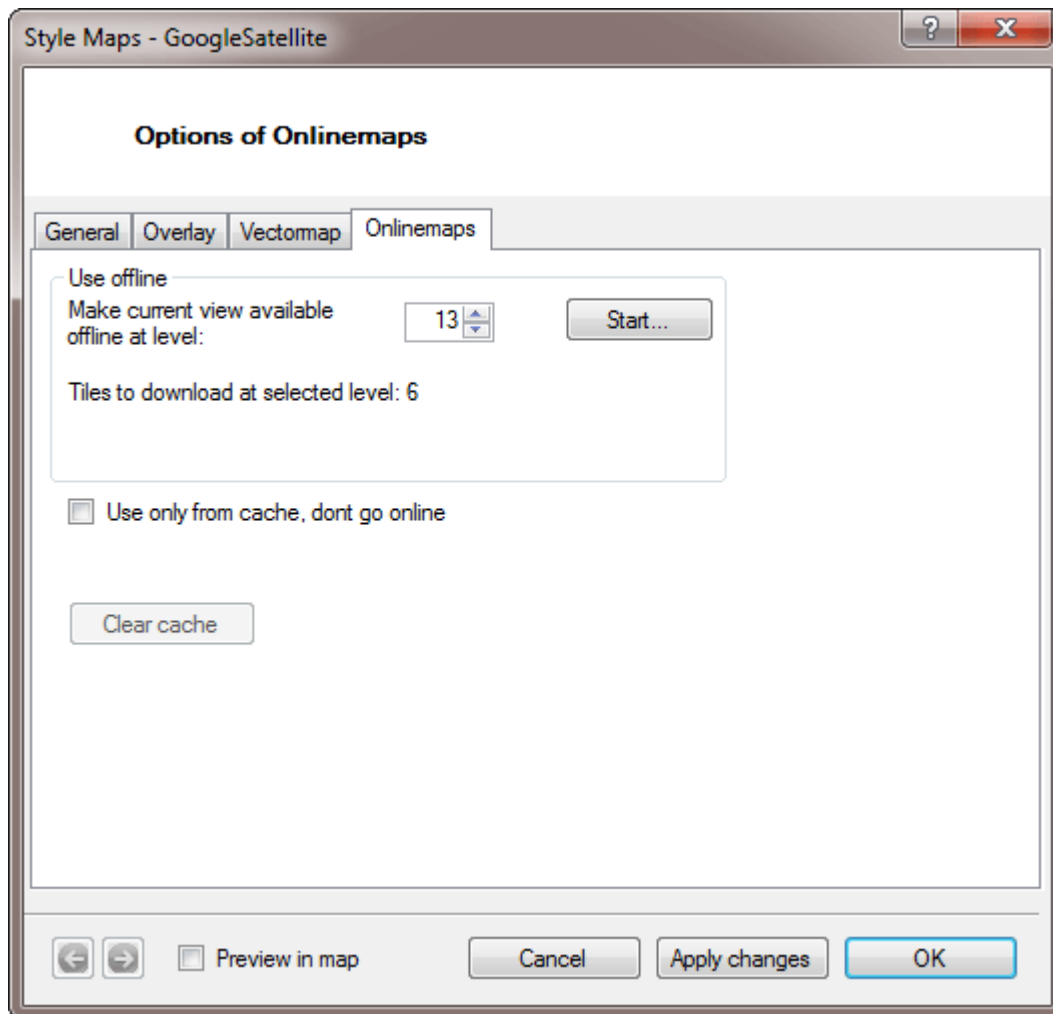 Style Maps - GoogleSatellite
?
X
Options of Onlinemaps
General
Overlay
Vectormap
Onlinemaps
Use offline
Make current view available
offline at level:
13
Start...
Tiles to download at selected level: 6
Use only from cache, dont go online
Clear cache
Preview in map
Cancel
Apply changes
OK